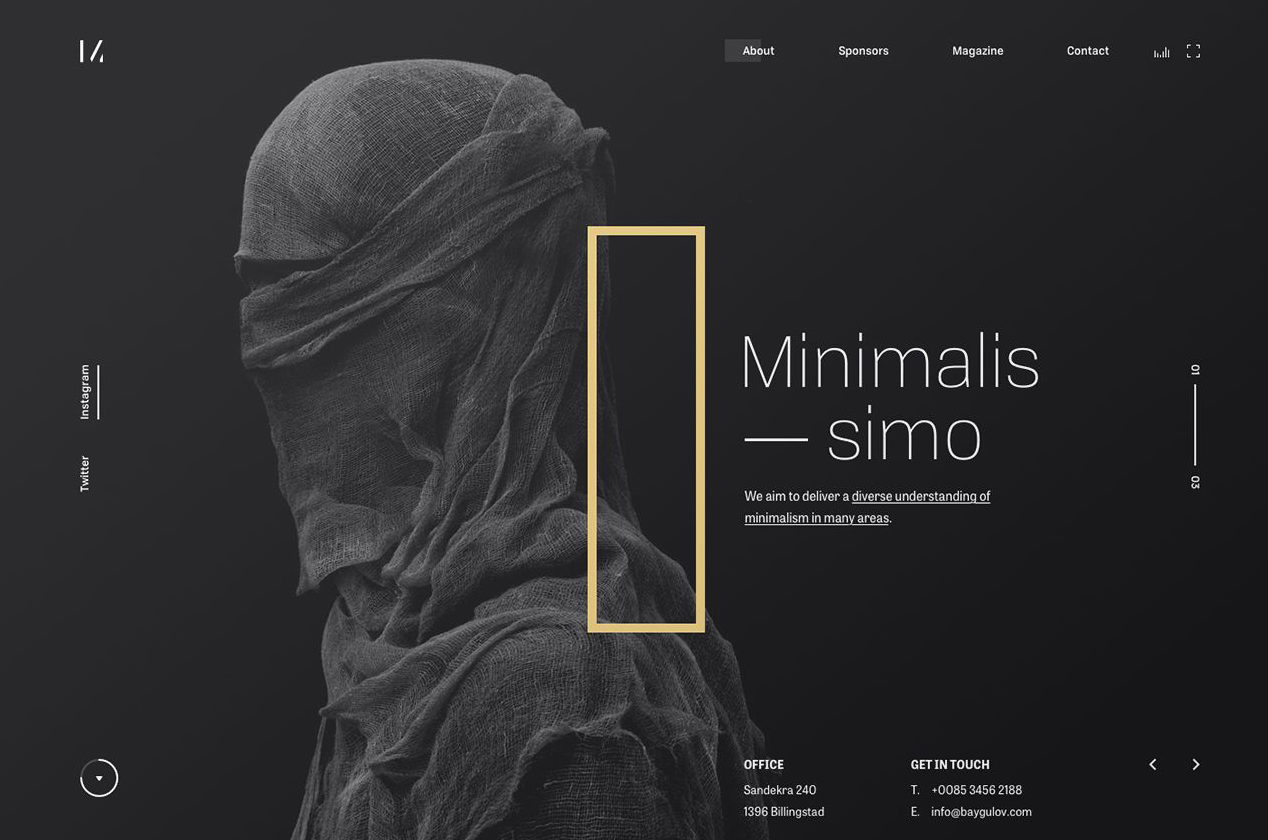 About
Sponsors
Magazine
Contact
Instagram
Twitter
Minimalis
— simo
We aim to deliver a diverse understanding of
minimalism in many areas.
01
03
OFFICE
Sandekra 240
1396 Billingstad
GET IN TOUCH
T. +0085 3456 2188
E. info@baygulov.com